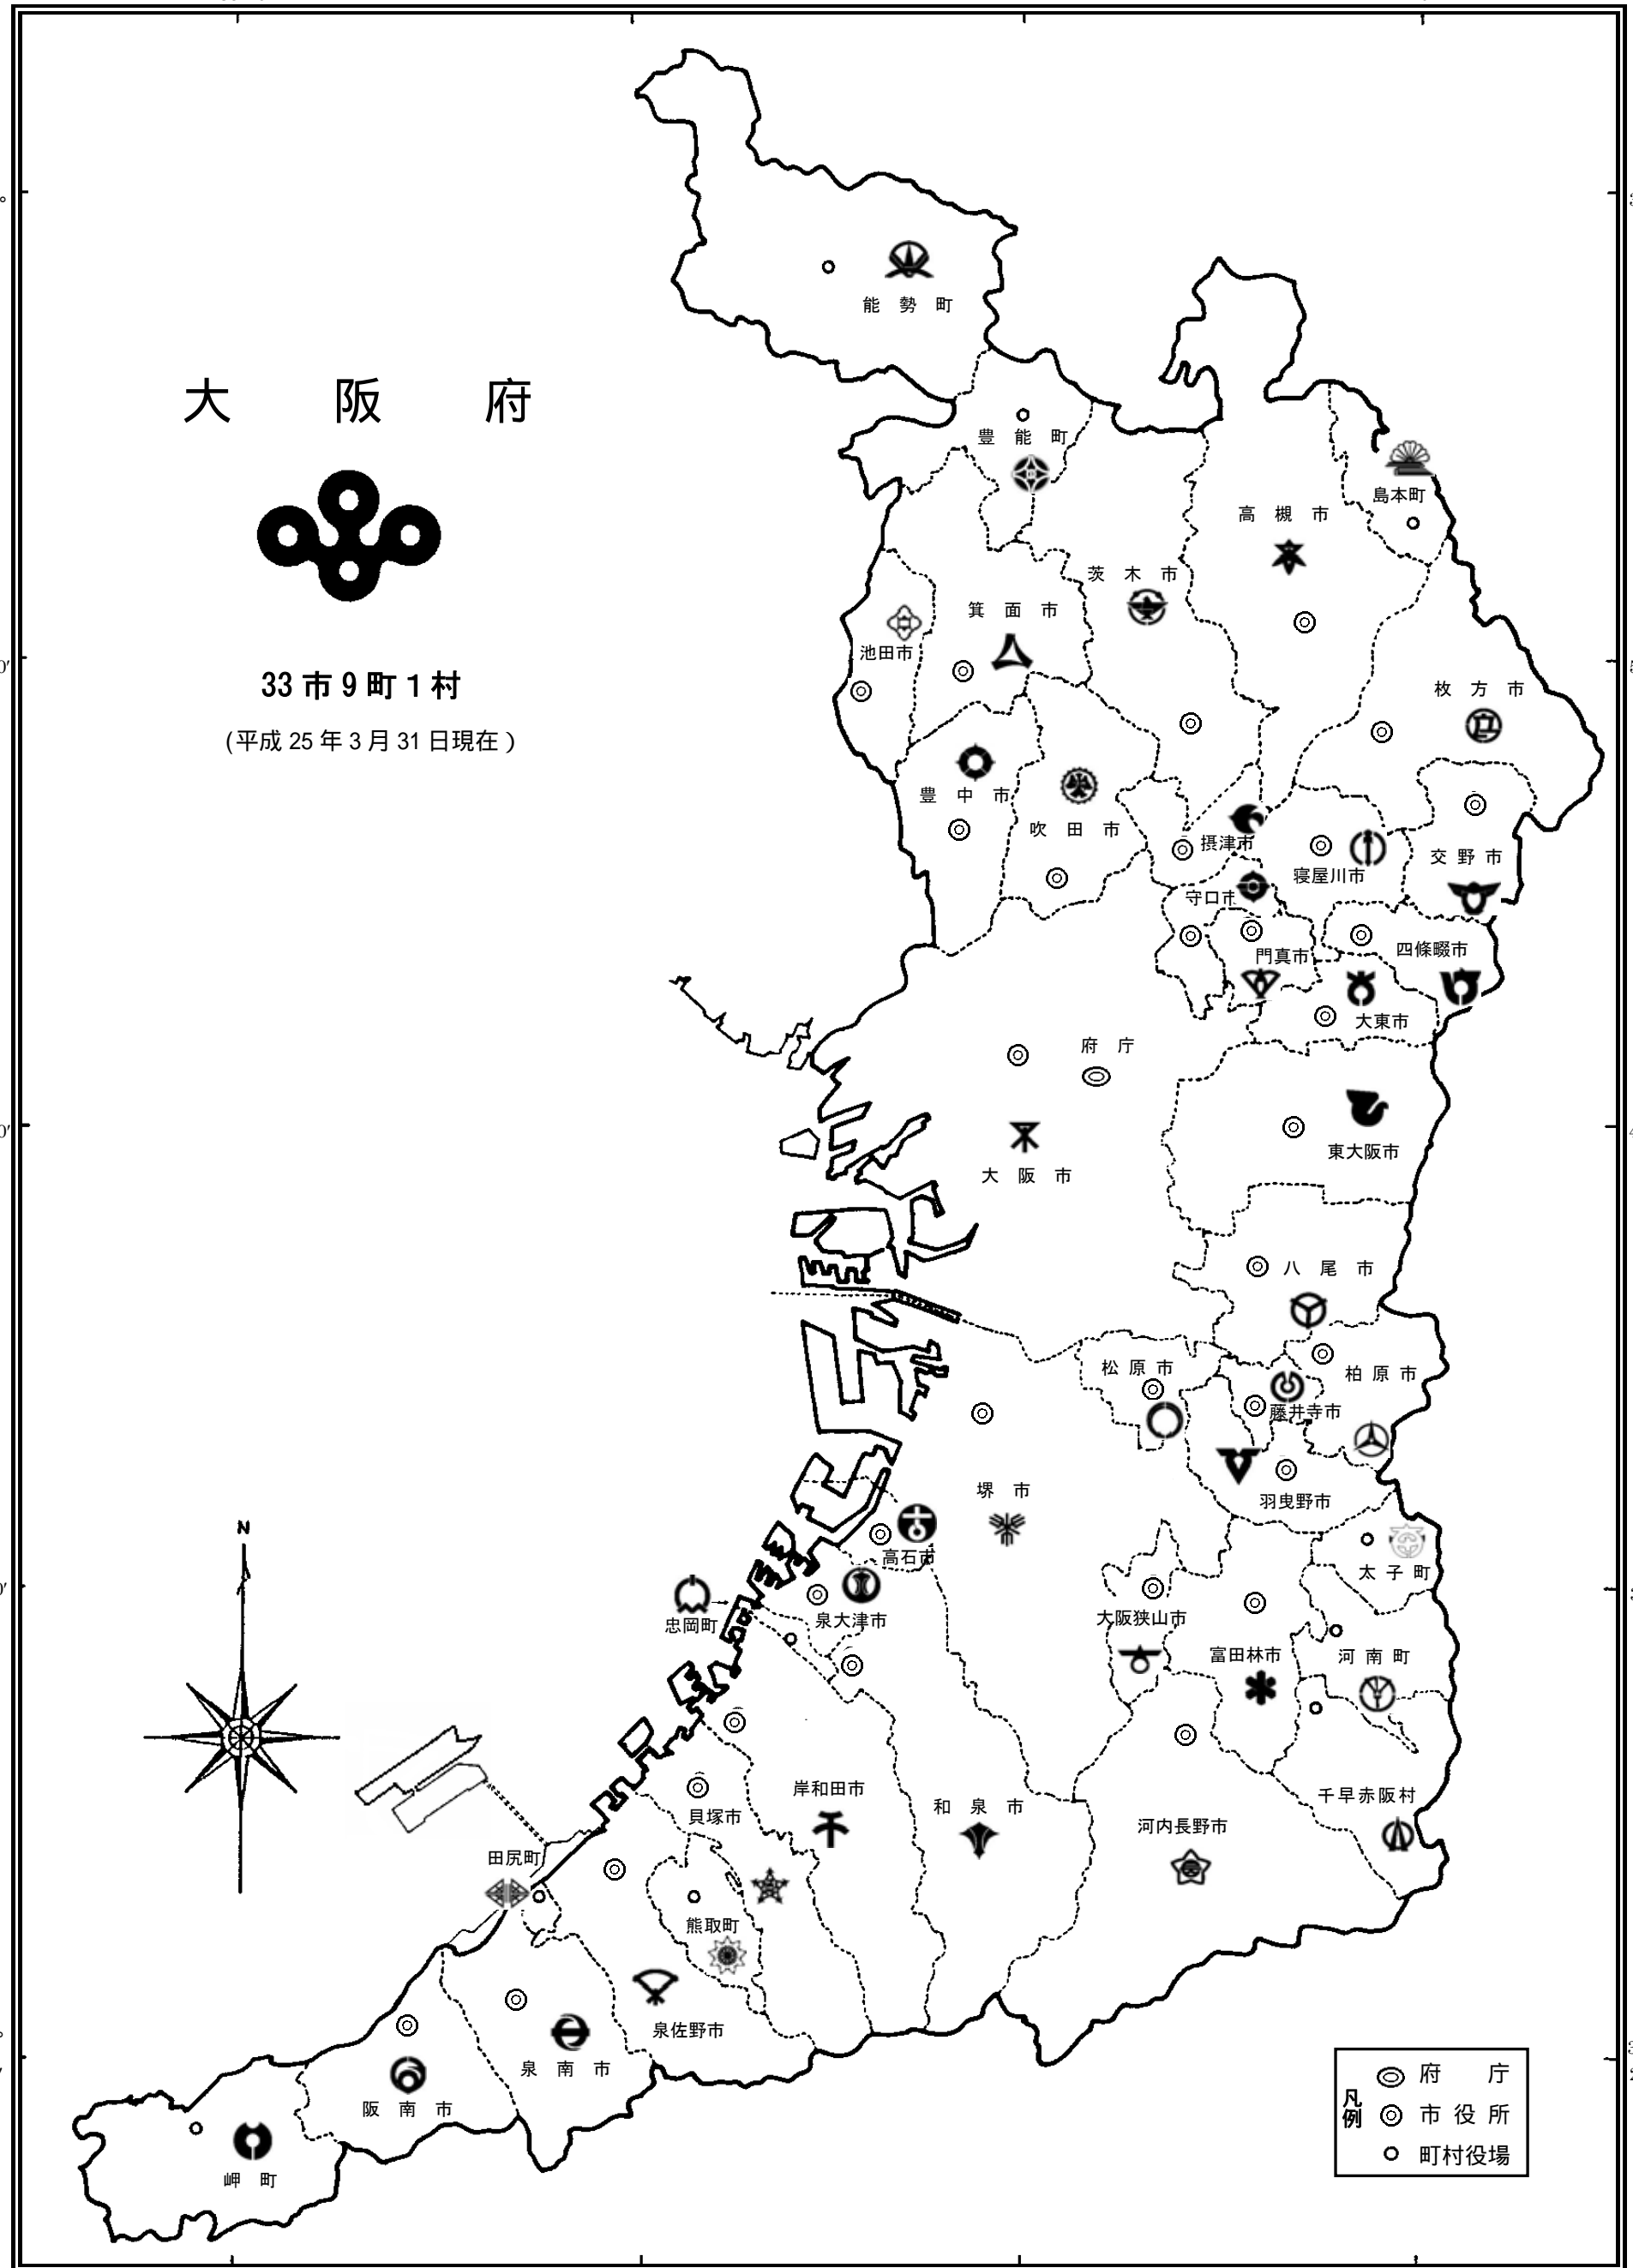 大阪府
33市9町1村
(平成25年3月31日現在)
能勢町
豊能町
島本町
高槻市
茨木市
箕面市
池田市
枚方市
豊中市
吹田市
摂津市
寝屋川市
交野市
守口市
門真市
四條畷市
大東市
府庁
東大阪市
大阪市
八尾市
松原市
柏原市
藤井寺市
堺市
羽曳野市
N
高石市
太子町
忠岡町
泉大津市
大阪狭山市
富田林市
河南町
岸和田市
千早赤阪村
貝塚市
和泉市
河内長野市
田尻町
熊取町
泉佐野市
泉南市
阪南市
岬町
凡例
府庁
市役所
町村役場